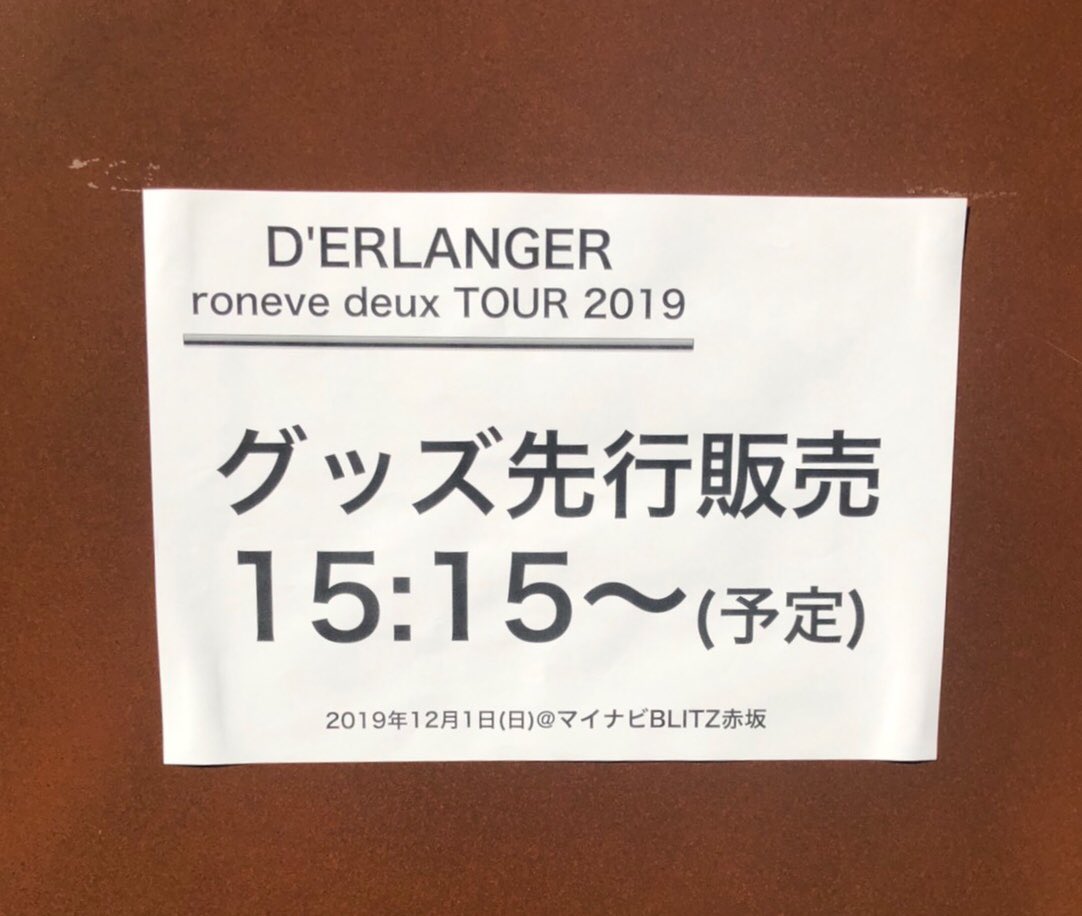 D'ERLANGER
roneve deux TOUR 2019
グッズ先行販売
15:15〜(予定)
2019年12月1日(日)@マイナビBLITZ赤坂